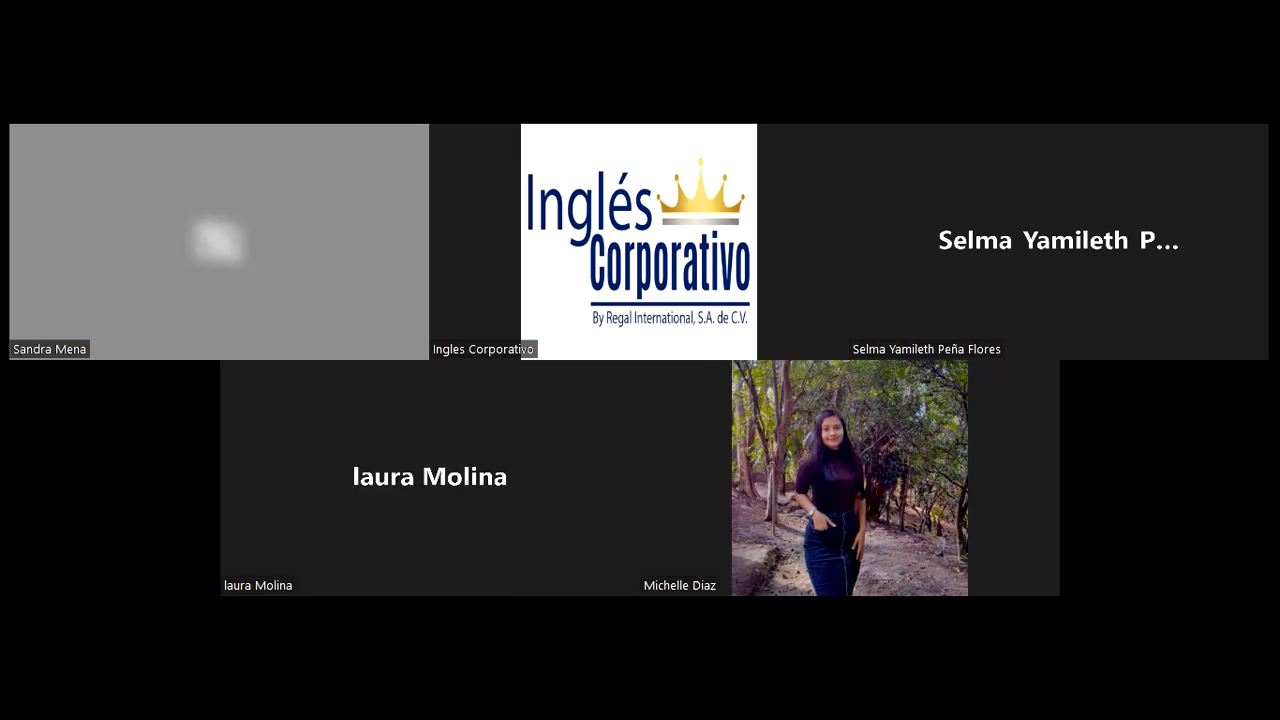 Inglés
Corporativo
By Regal International, S.A. de C.V.
Selma Yamileth P...
Sandra Mena
Ingles Corporativo
Selma Yamileth Peña Flores
laura Molina
laura Molina
Michelle Diaz